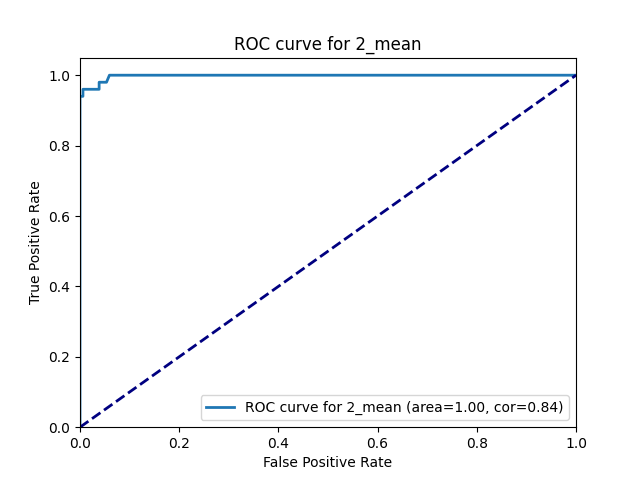 ROC curve for 2_mean
1.0
0.8
0.6
0.4
0.2
0.0
True Positive Rate
ROC curve for 2_mean (area=1.00, cor=0.84)
0.0 0.2 0.4 0.6 0.8 1.0
False Positive Rate